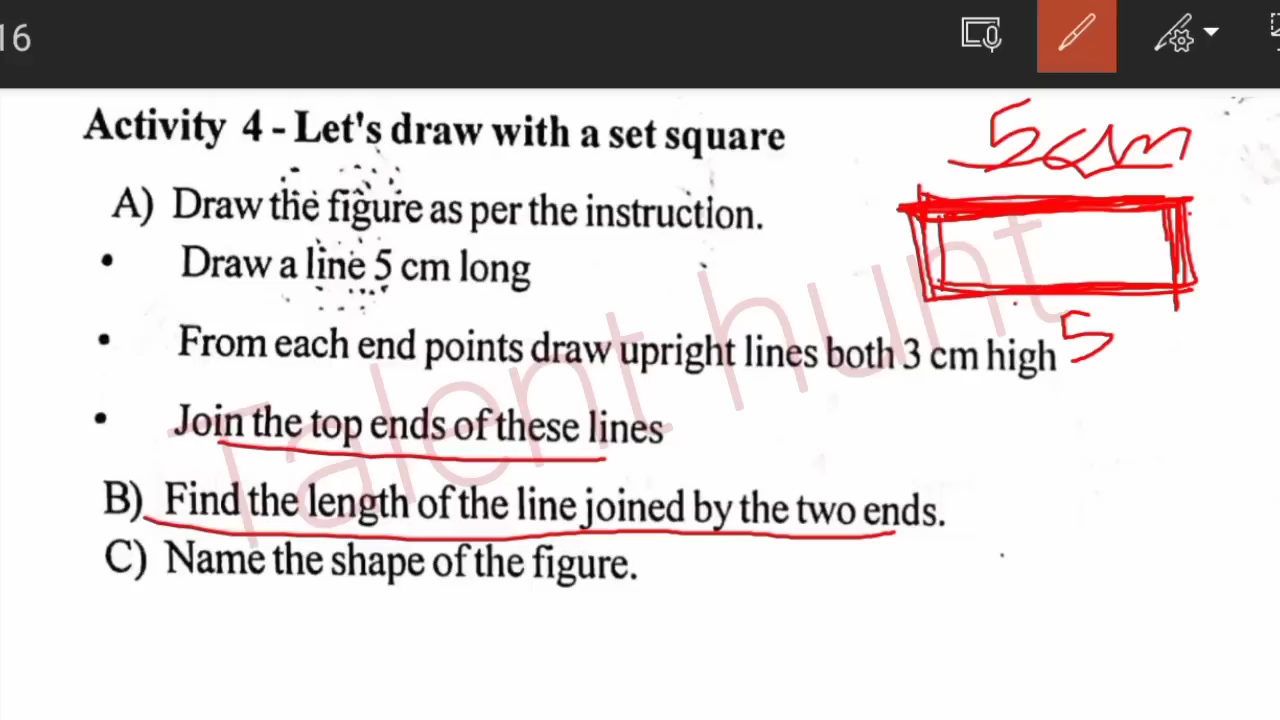 16
Activity 4 - Let's draw with a set square
5cm
A) Draw the figure as per the instruction.
• Draw a line 5 cm long
• From each end points draw upright lines both 3 cm high
5
• Join the top ends of these lines
B) Find the length of the line joined by the two ends.
C) Name the shape of the figure.
Talent hunt